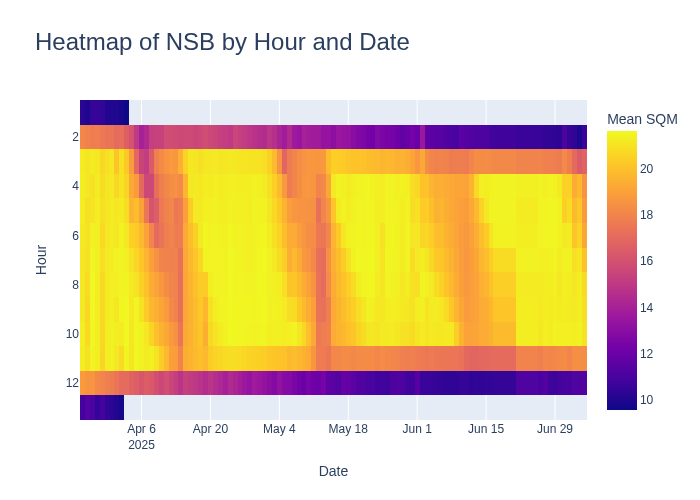 Heatmap of NSB by Hour and Date
Mean SQM
2
4
6
8
10
12
Hour
Apr 6
2025
Apr 20
May 4
May 18
Jun 1
Jun 15
Jun 29
Date
20
18
16
14
12
10